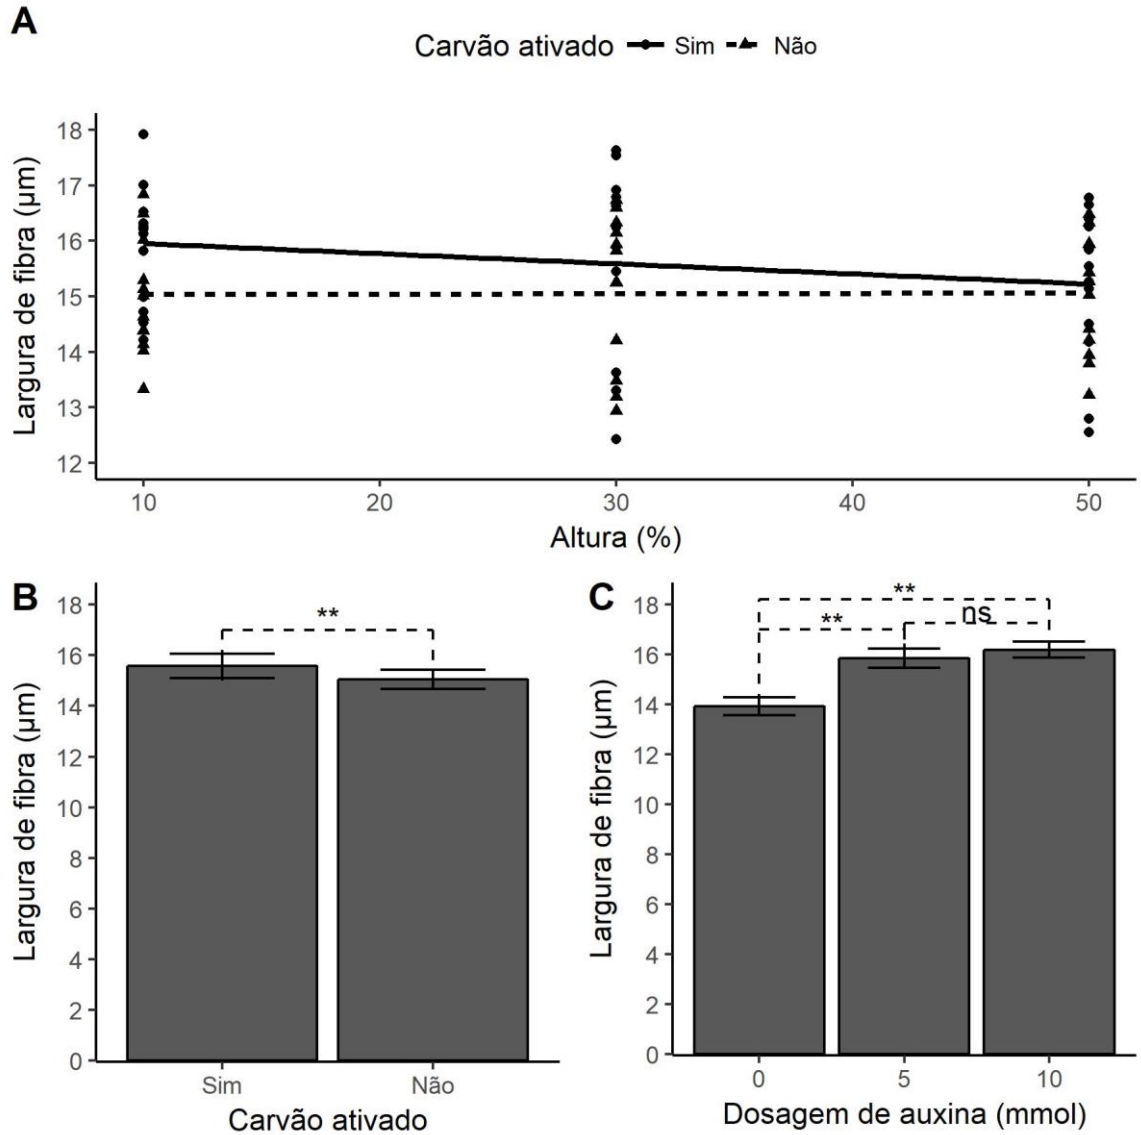 A
Carvão ativado Sim Não
Largura de fibra (µm)
18
17
16
15
14
13
12
10 20 30 40 50
Altura (%)
B
Largura de fibra (µm)
18
16
14
12
10
8
6
4
2
0
**
Sim Não
Carvão ativado
C
Largura de fibra (µm)
18
16
14
12
10
8
6
4
2
0
**
** ns
0 5 10
Dosagem de auxina (mmol)